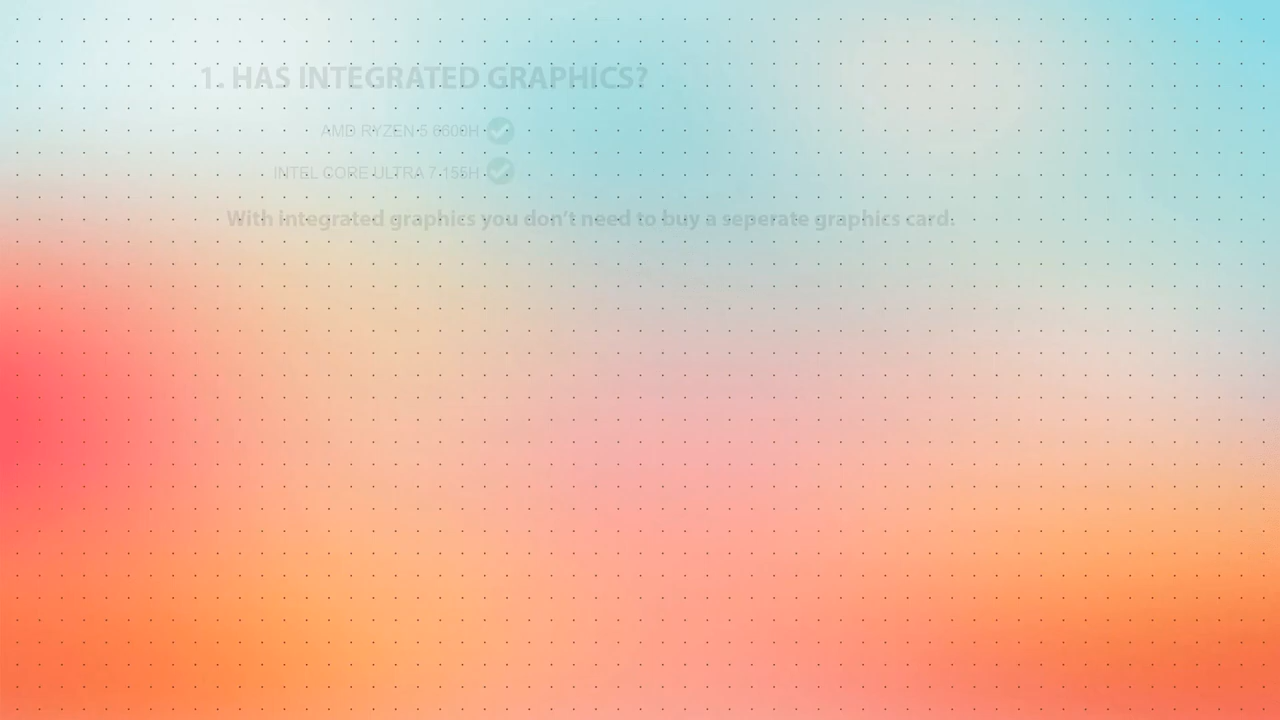 1. HAS INTEGRATED GRAPHICS?
AMD RYZEN 5 6600H
INTEL CORE ULTRA 7 155H
With integrated graphics you don't need to buy a seperate graphics card.